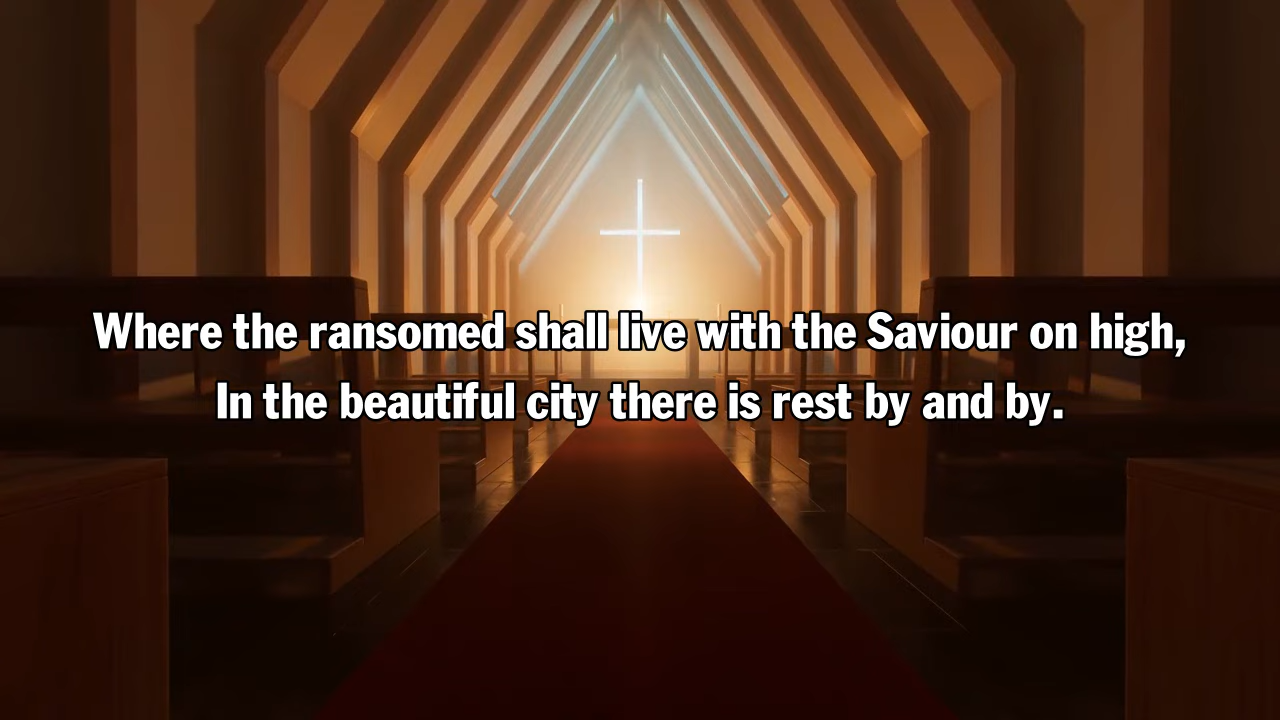 Where the ransomed shall live with the Saviour on high,
In the beautiful city there is rest by and by.